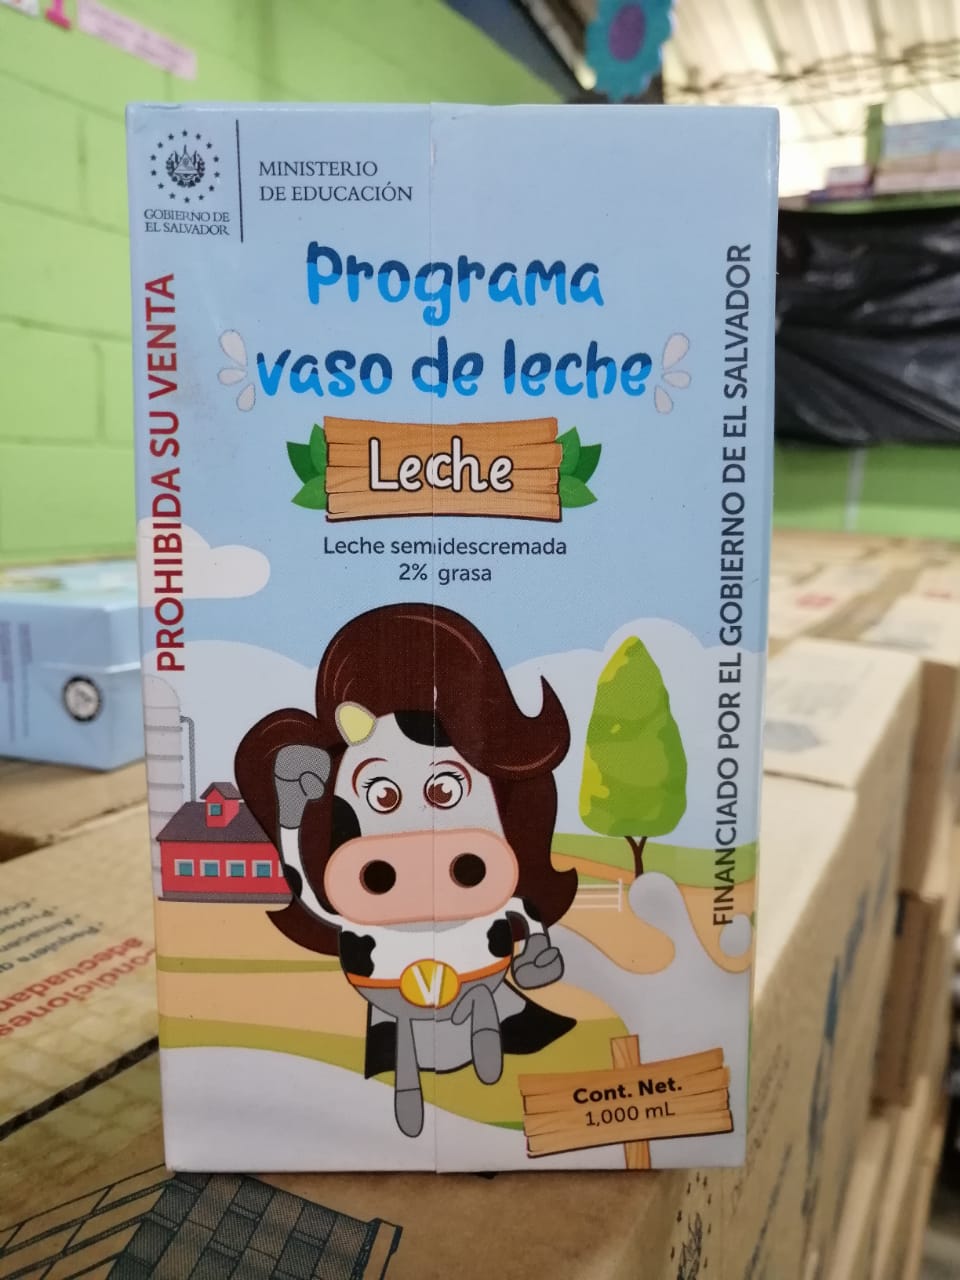 GOBIERNO DE
EL SALVADOR
MINISTERIO
DE EDUCACIÓN
Programa
vaso de leche
Leche
Leche semidescremada
2% grasa
PROHIBIDA SU VENTA
FINANCIADO POR EL GOBIERNO DE EL SALVADOR
V
Cont. Net.
1,000 mL